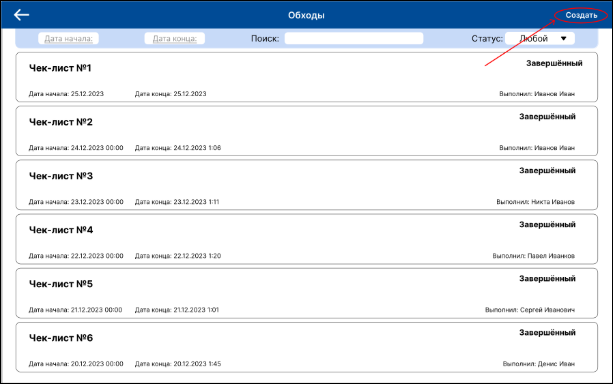 Обходы
Создать
Дата начала: Дата конца: Поиск: Статус: Любой
Завершённый
Чек-лист №1
Дата начала: 25.12.2023 Дата конца: 25.12.2023 Выполнил: Иванов Иван
Завершённый
Чек-лист №2
Дата начала: 24.12.2023 00:00 Дата конца: 24.12.2023 1:06 Выполнил: Иванов Иван
Завершённый
Чек-лист №3
Дата начала: 23.12.2023 00:00 Дата конца: 23.12.2023 1:11 Выполнил: Никта Иванов
Завершённый
Чек-лист №4
Дата начала: 22.12.2023 00:00 Дата конца: 22.12.2023 1:20 Выполнил: Павел Иванков
Завершённый
Чек-лист №5
Дата начала: 21.12.2023 00:00 Дата конца: 21.12.2023 1:01 Выполнил: Сергей Иванович
Завершённый
Чек-лист №6
Дата начала: 20.12.2023 00:00 Дата конца: 20.12.2023 1:45 Выполнил: Денис Иван